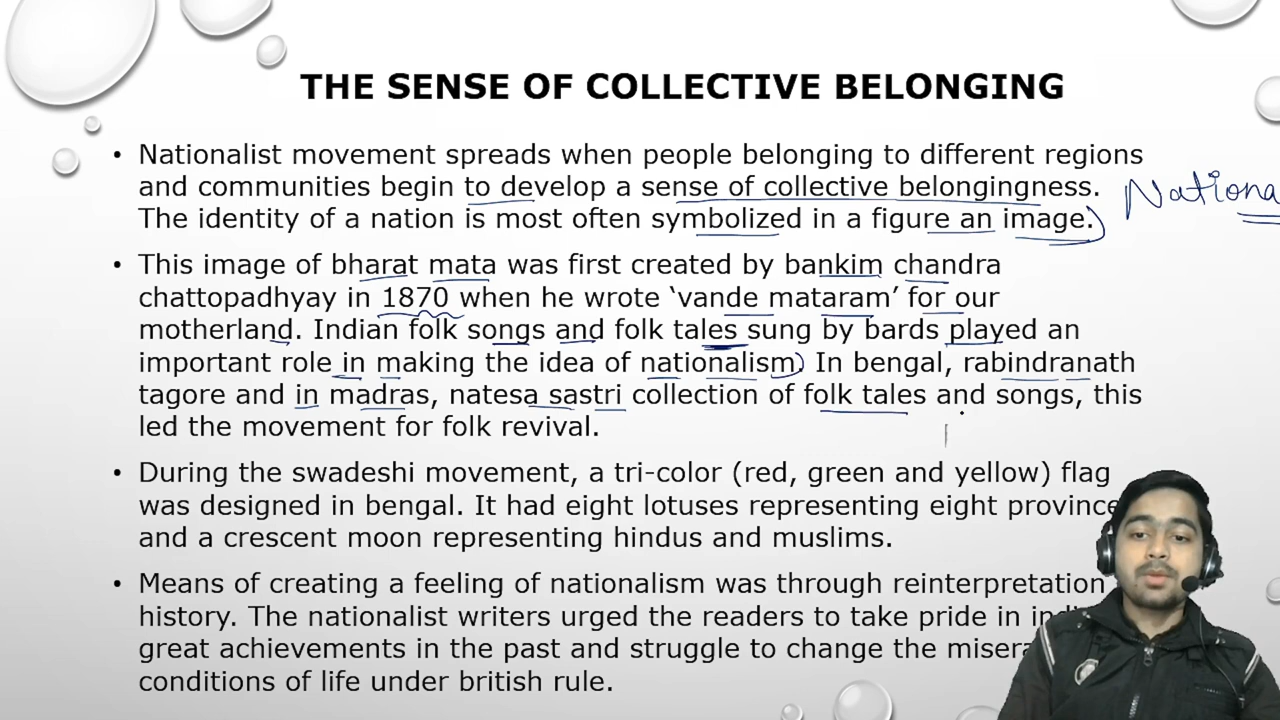 THE SENSE OF COLLECTIVE BELONGING
• Nationalist movement spreads when people belonging to different regions
and communities begin to develop a sense of collective belongingness.
The identity of a nation is most often symbolized in a figure an image.
Nationa
• This image of bharat mata was first created by bankim chandra
chattopadhyay in 1870 when he wrote ‘vande mataram’ for our
motherland. Indian folk songs and folk tales sung by bards played an
important role in making the idea of nationalism. In bengal, rabindranath
tagore and in madras, natesa sastri collection of folk tales and songs, this
led the movement for folk revival.
• During the swadeshi movement, a tri-color (red, green and yellow) flag
was designed in bengal. It had eight lotuses representing eight province
and a crescent moon representing hindus and muslims.
• Means of creating a feeling of nationalism was through reinterpretation
history. The nationalist writers urged the readers to take pride in
great achievements in the past and struggle to change the
conditions of life under british rule.